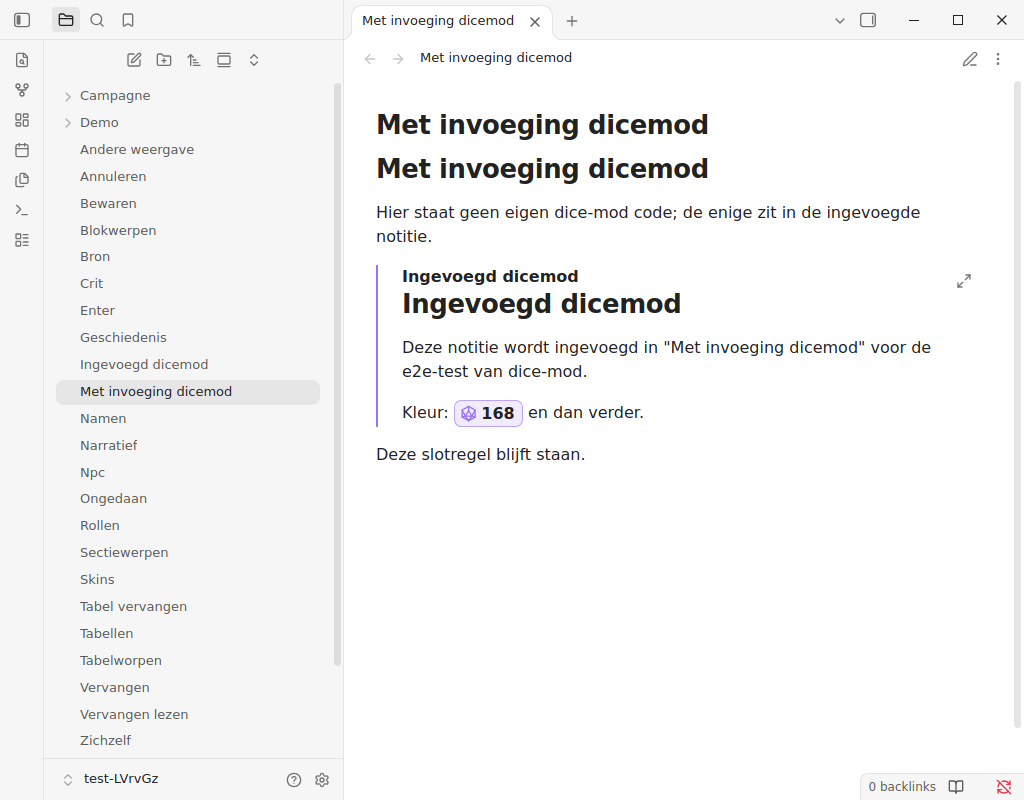 Met invoeging dicemod
Met invoeging dicemod
Campagne
Demo
Andere weergave
Annuleren
Bewaren
Blokwerpen
Bron
Crit
Enter
Geschiedenis
Ingevoegd dicemod
Met invoeging dicemod
Namen
Narratief
Npc
Ongedaan
Rollen
Sectiewerpen
Skins
Tabel vervangen
Tabellen
Tabelworpen
Vervangen
Vervangen lezen
Zichzelf
test-LVrvGz
Met invoeging dicemod
Met invoeging dicemod
Hier staat geen eigen dice-mod code; de enige zit in de ingevoegde
notitie.
Ingevoegd dicemod
Ingevoegd dicemod
Deze notitie wordt ingevoegd in "Met invoeging dicemod" voor de
e2e-test van dice-mod.
Kleur: 168 en dan verder.
Deze slotregel blijft staan.
0 backlinks